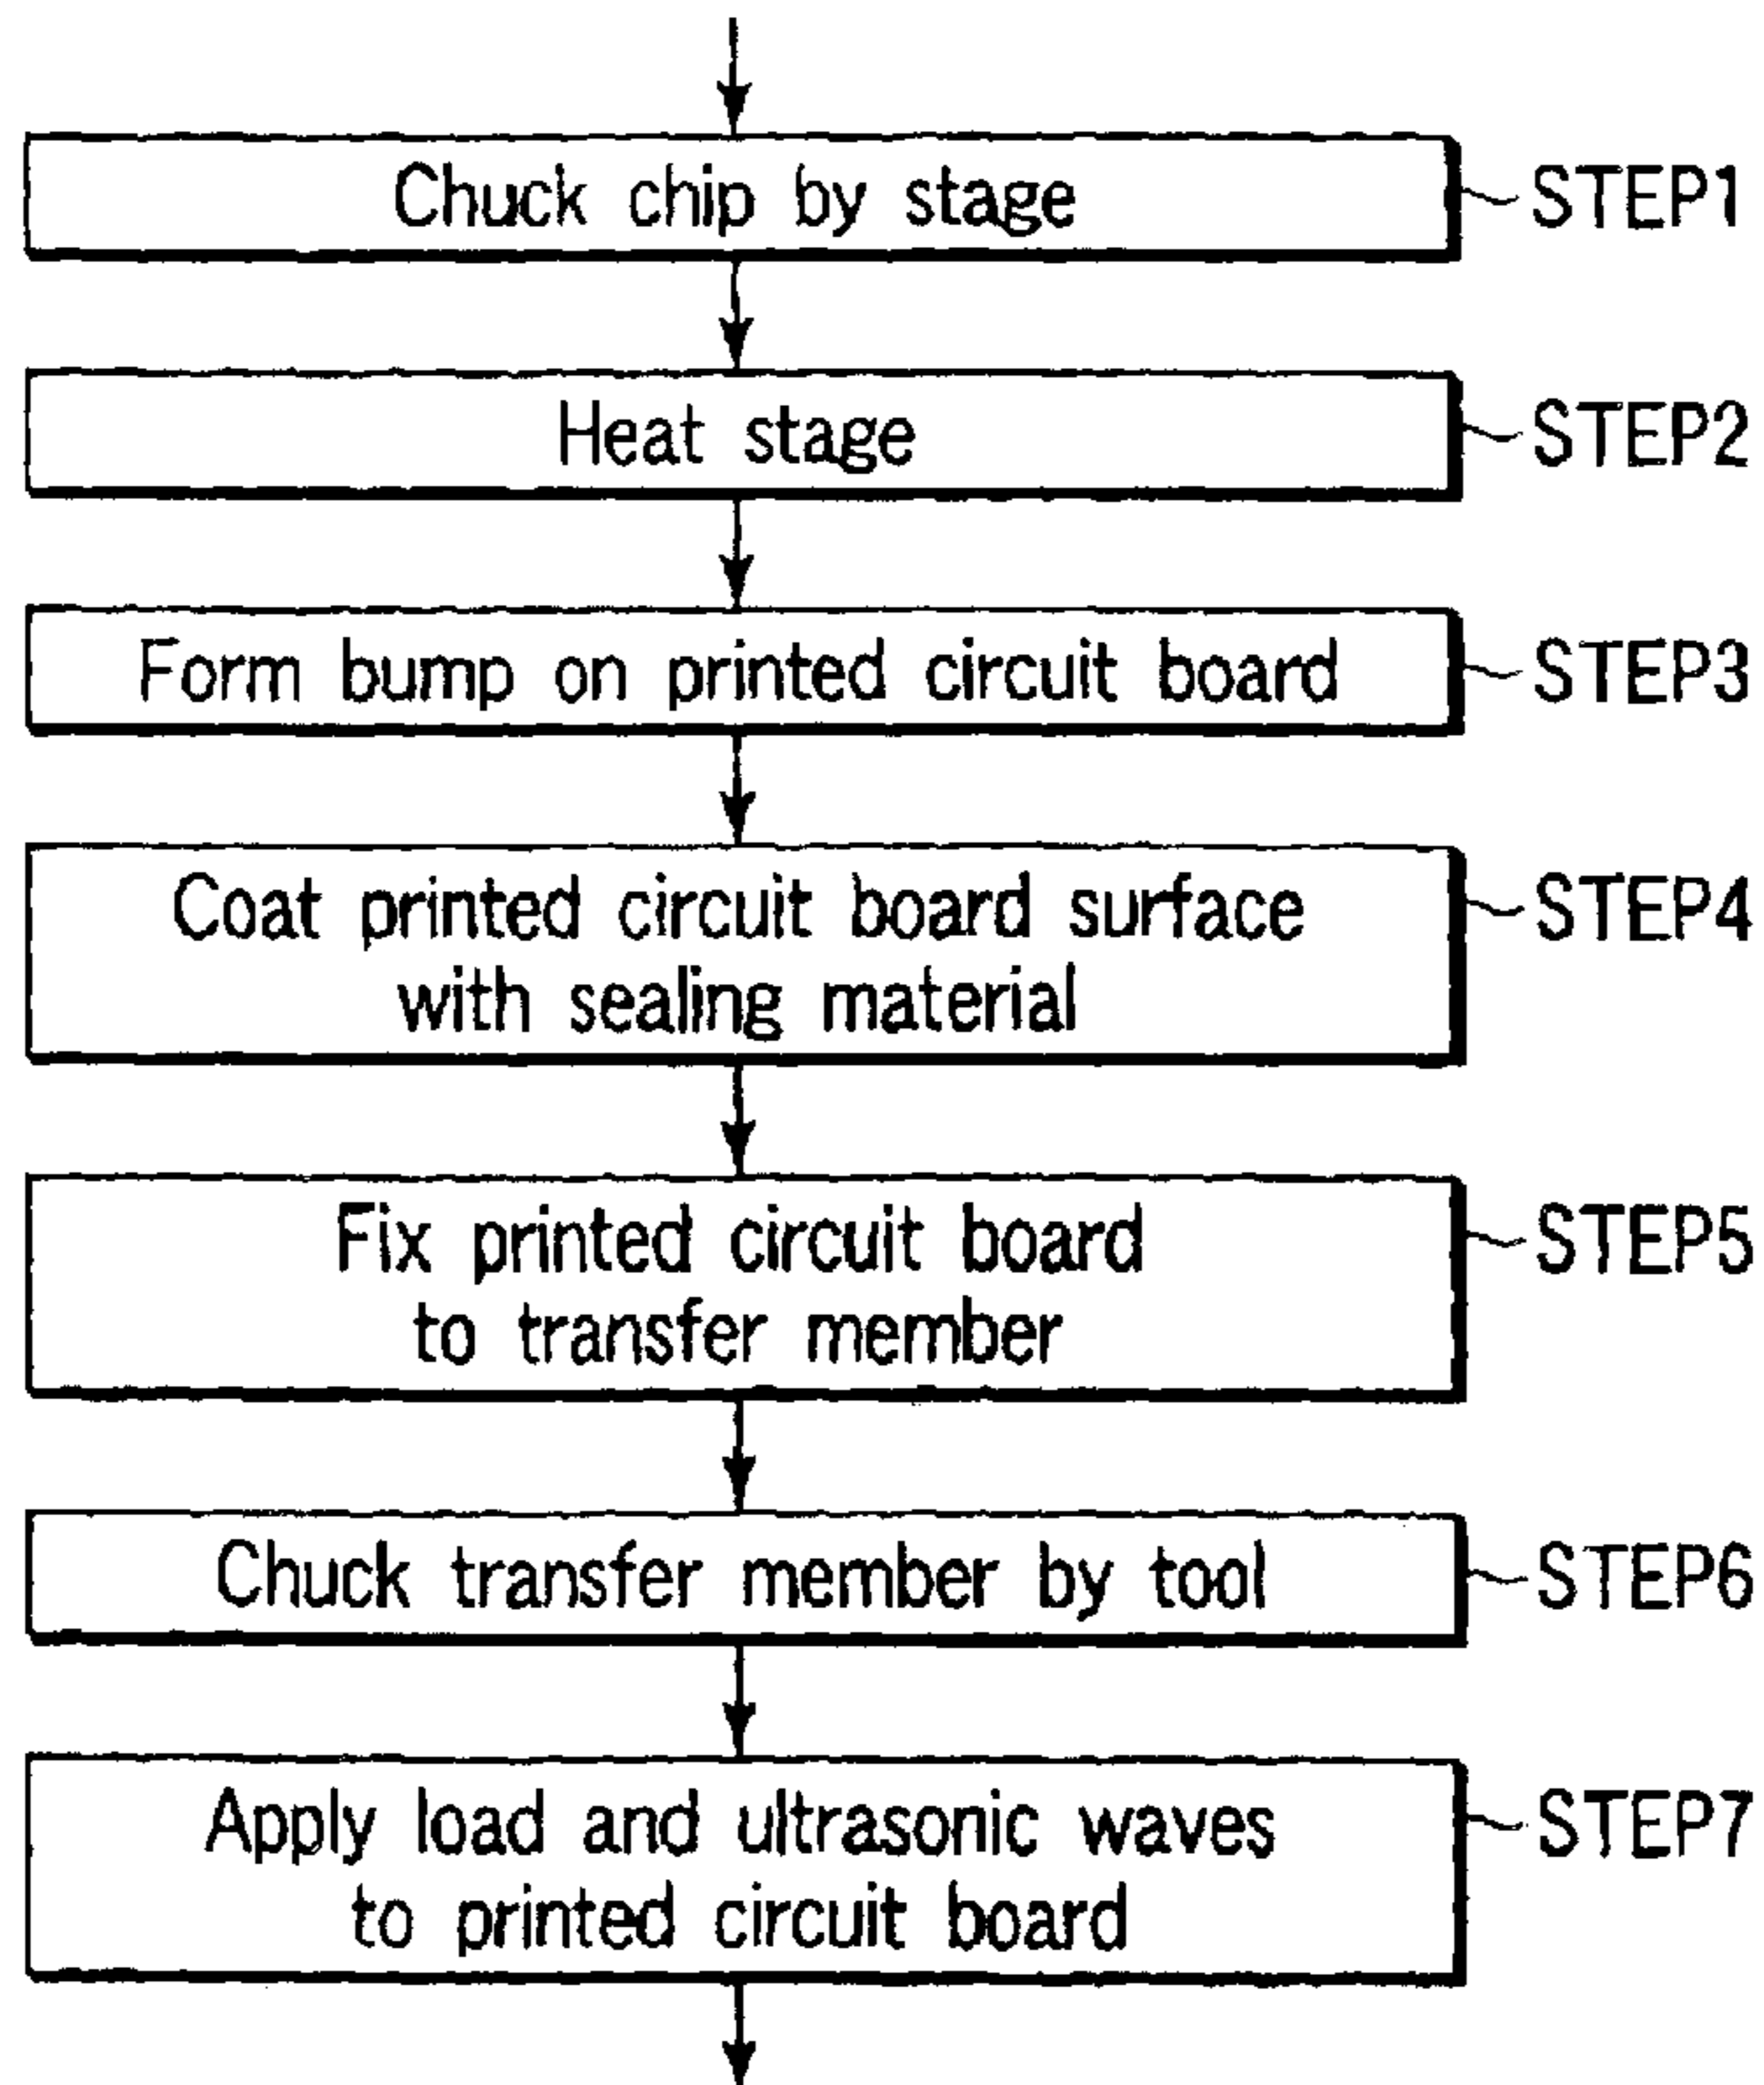 Chuck chip by stage
STEP1
Heat stage
STEP2
Form bump on printed circuit board
STEP3
Coat printed circuit board surface
with sealing material
STEP4
Fix printed circuit board
to transfer member
STEP5
Chuck transfer member by tool
STEP6
Apply load and ultrasonic waves
to printed circuit board
STEP7